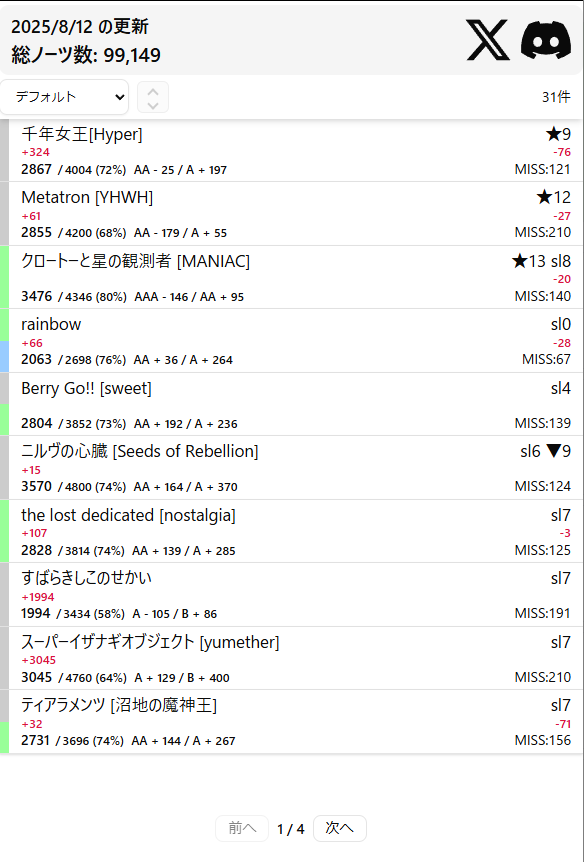 2025/8/12 の更新
総ノーツ数: 99,149
デフォルト
31件
千年女王[Hyper] ★9
+324 -76
2867 / 4004 (72%) AA - 25 / A + 197 MISS:121
Metatron [YHWH] ★12
+61 -27
2855 / 4200 (68%) AA - 179 / A + 55 MISS:210
クロートーと星の観測者 [MANIAC] ★13 sl8
-20
3476 / 4346 (80%) AAA - 146 / AA + 95 MISS:140
rainbow sl0
+66 -28
2063 / 2698 (76%) AA + 36 / A + 264 MISS:67
Berry Go!! [sweet] sl4
2804 / 3852 (73%) AA + 192 / A + 236 MISS:139
ニルヴの心臓 [Seeds of Rebellion] sl6 ▼9
+15
3570 / 4800 (74%) AA + 164 / A + 370 MISS:124
the lost dedicated [nostalgia] sl7
+107 -3
2828 / 3814 (74%) AA + 139 / A + 285 MISS:125
すばらきしこのせかい sl7
+1994
1994 / 3434 (58%) A - 105 / B + 86 MISS:191
スーパーイザナギオブジェクト [yumether] sl7
+3045
3045 / 4760 (64%) A + 129 / B + 400 MISS:210
ティアラメンツ [沼地の魔神王] sl7
+32 -71
2731 / 3696 (74%) AA + 144 / A + 267 MISS:156
前へ 1 / 4 次へ